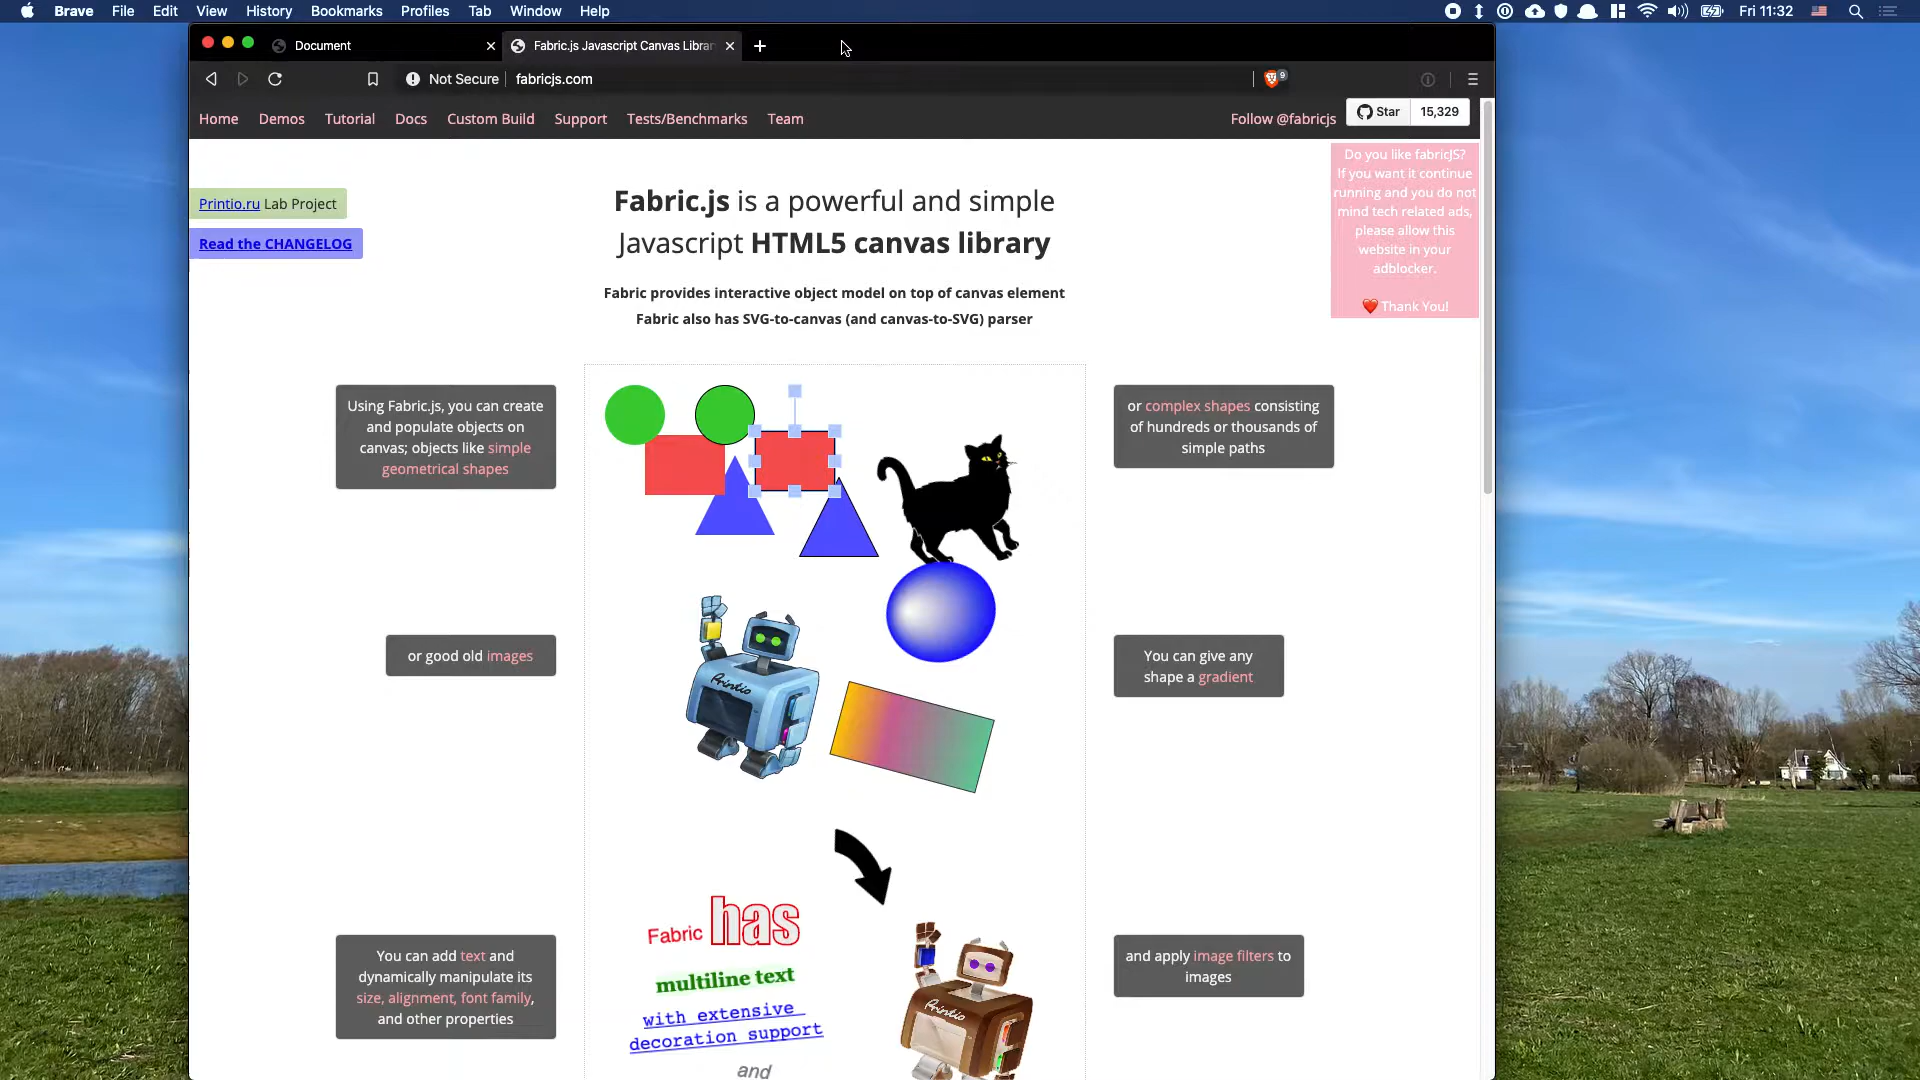 Brave File Edit View History Bookmarks Profiles Tab Window Help
Fri 11:32
Document
Fabric.js Javascript Canvas Librar
Not Secure fabricjs.com
9
Home Demos Tutorial Docs Custom Build Support Tests/Benchmarks Team
Follow @fabricjs
Star 15,329
Do you like fabricJS?
If you want it continue
running and you do not
mind tech related ads,
please allow this
website in your
adblocker.
Thank You!
Printio.ru Lab Project
Read the CHANGELOG
Fabric.js is a powerful and simple
Javascript HTML5 canvas library
Fabric provides interactive object model on top of canvas element
Fabric also has SVG-to-canvas (and canvas-to-SVG) parser
Using Fabric.js, you can create
and populate objects on
canvas; objects like simple
geometrical shapes
or complex shapes consisting
of hundreds or thousands of
simple paths
or good old images
You can give any
shape a gradient
Printio
You can add text and
dynamically manipulate its
size, alignment, font family,
and other properties
Fabric has
multiline text
with extensive
decoration support
and
Printio
and apply image filters to
images